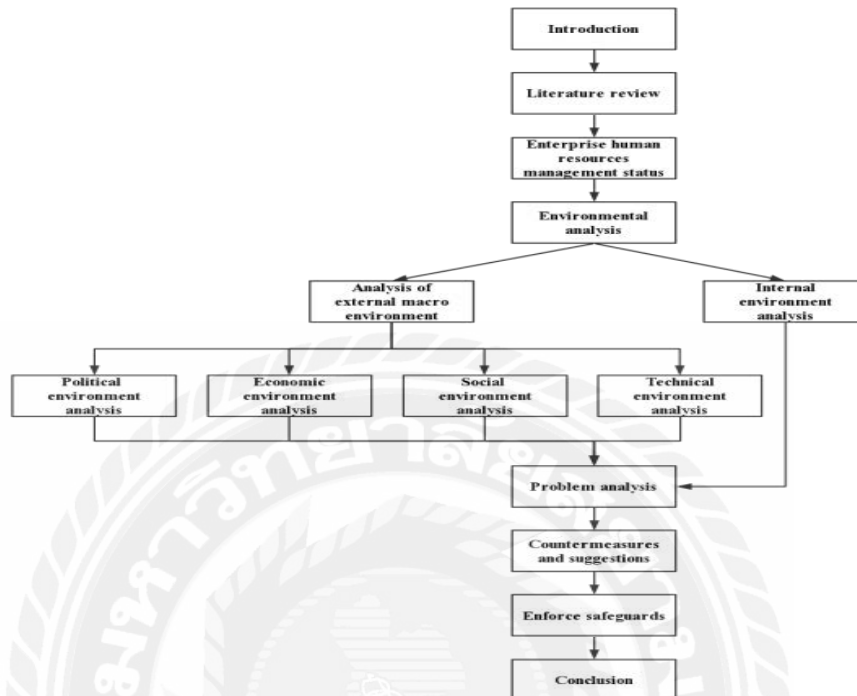 Introduction
Literature review
Enterprise human
resources
management status
Environmental
analysis
Analysis of
external macro
environment
Internal
environment
analysis
Political
environment
analysis
Economic
environment
analysis
Social
environment
analysis
Technical
environment
analysis
Problem analysis
Countermeasures
and suggestions
Enforce safeguards
Conclusion